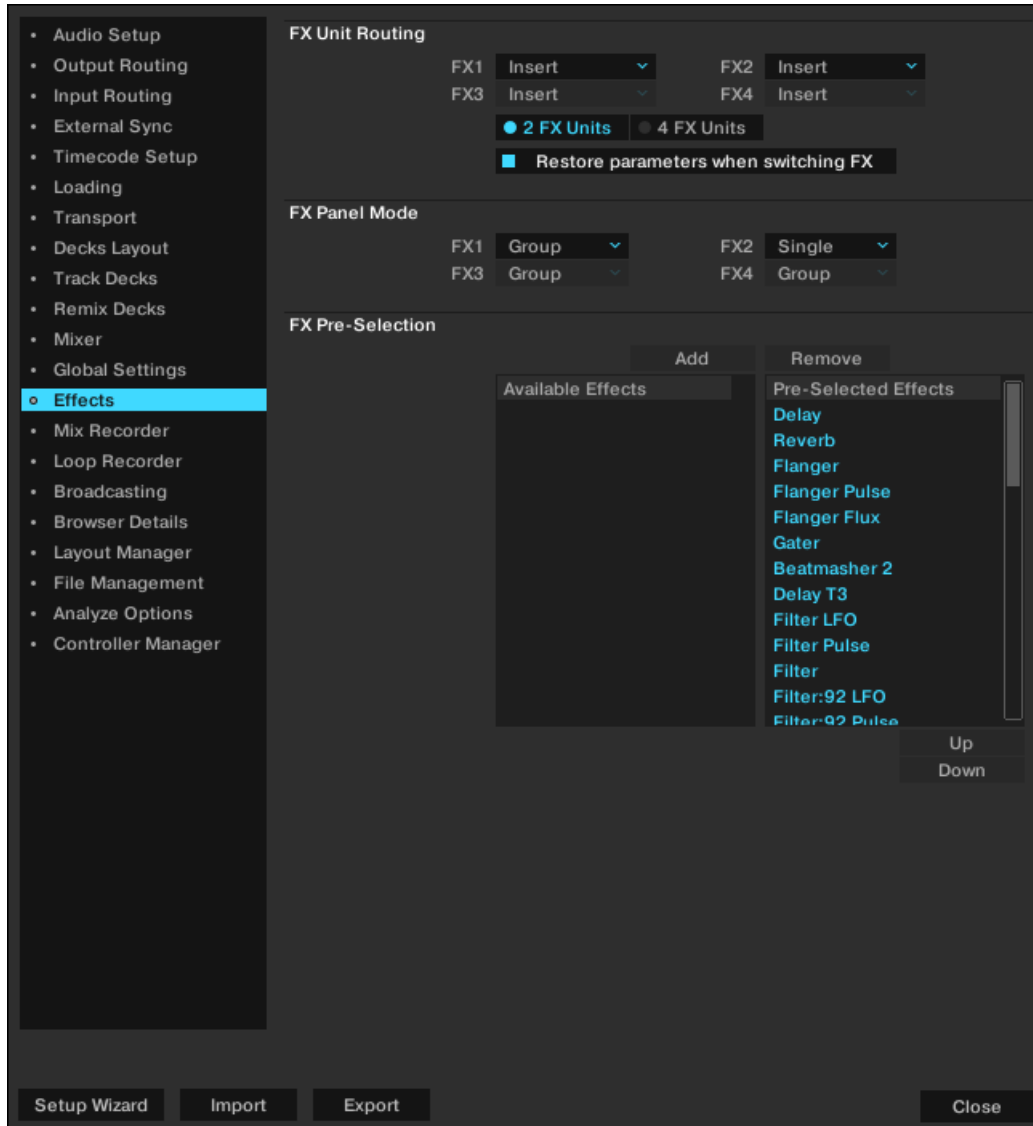 Audio Setup
Output Routing
Input Routing
External Sync
Timecode Setup
Loading
Transport
Decks Layout
Track Decks
Remix Decks
Mixer
Global Settings
Effects
Mix Recorder
Loop Recorder
Broadcasting
Browser Details
Layout Manager
File Management
Analyze Options
Controller Manager
FX Unit Routing
FX1 Insert FX2 Insert
FX3 Insert FX4 Insert
2 FX Units 4 FX Units
Restore parameters when switching FX
FX Panel Mode
FX1 Group FX2 Single
FX3 Group FX4 Group
FX Pre-Selection
Add Remove
Available Effects
Pre-Selected Effects
Delay
Reverb
Flanger
Flanger Pulse
Flanger Flux
Gater
Beatmasher 2
Delay T3
Filter LFO
Filter Pulse
Filter
Filter:92 LFO
Filter:92 Pulse
Up
Down
Setup Wizard Import Export Close